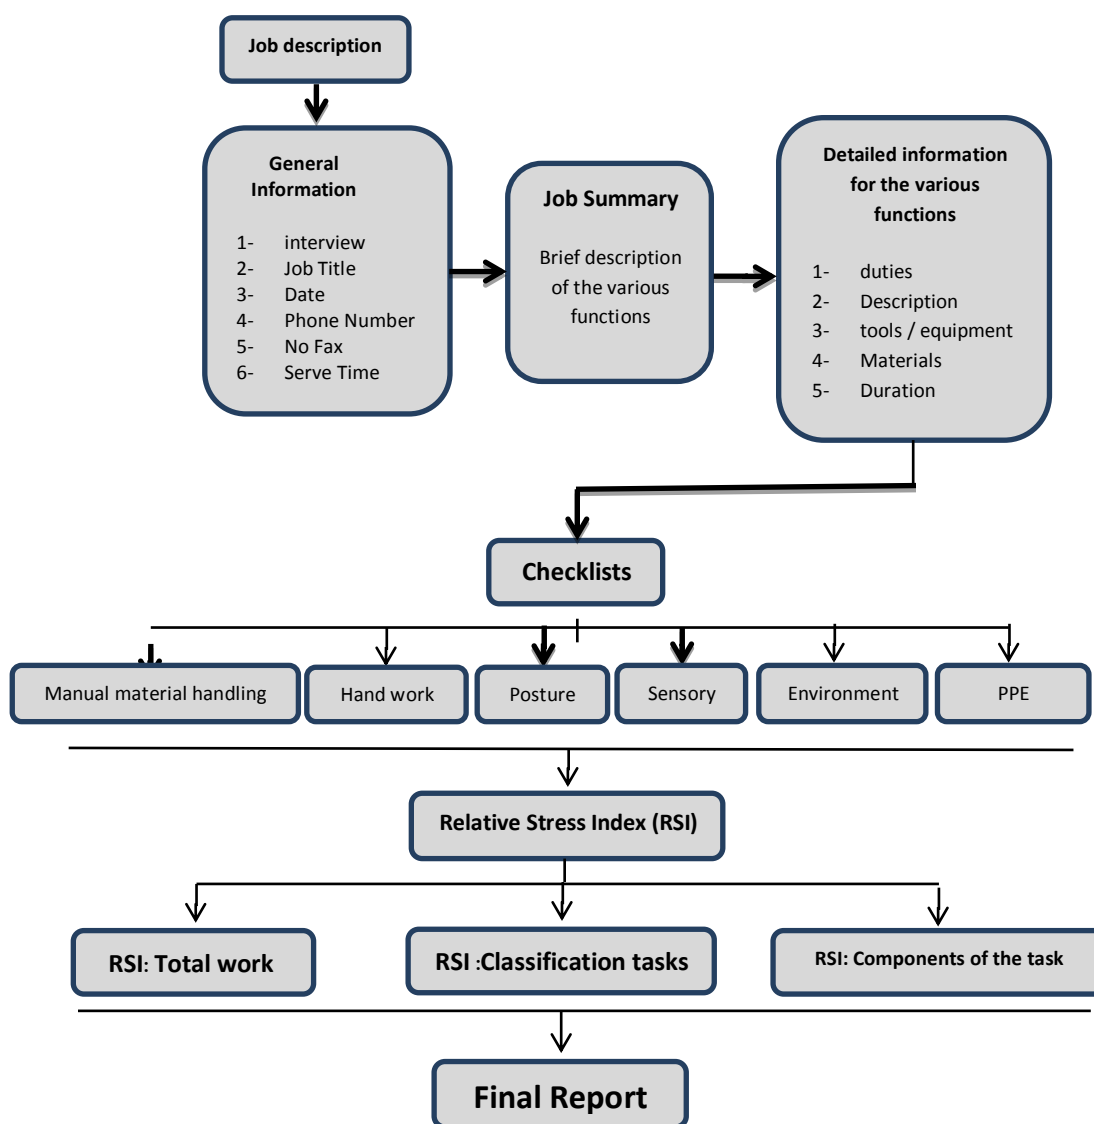 Job description
General
Information
1- interview
2- Job Title
3- Date
4- Phone Number
5- No Fax
6- Serve Time
Job Summary
Brief description
of the various
functions
Detailed information
for the various
functions
1- duties
2- Description
3- tools / equipment
4- Materials
5- Duration
Checklists
Manual material handling
Hand work
Posture
Sensory
Environment
PPE
Relative Stress Index (RSI)
RSI: Total work
RSI :Classification tasks
RSI: Components of the task
Final Report